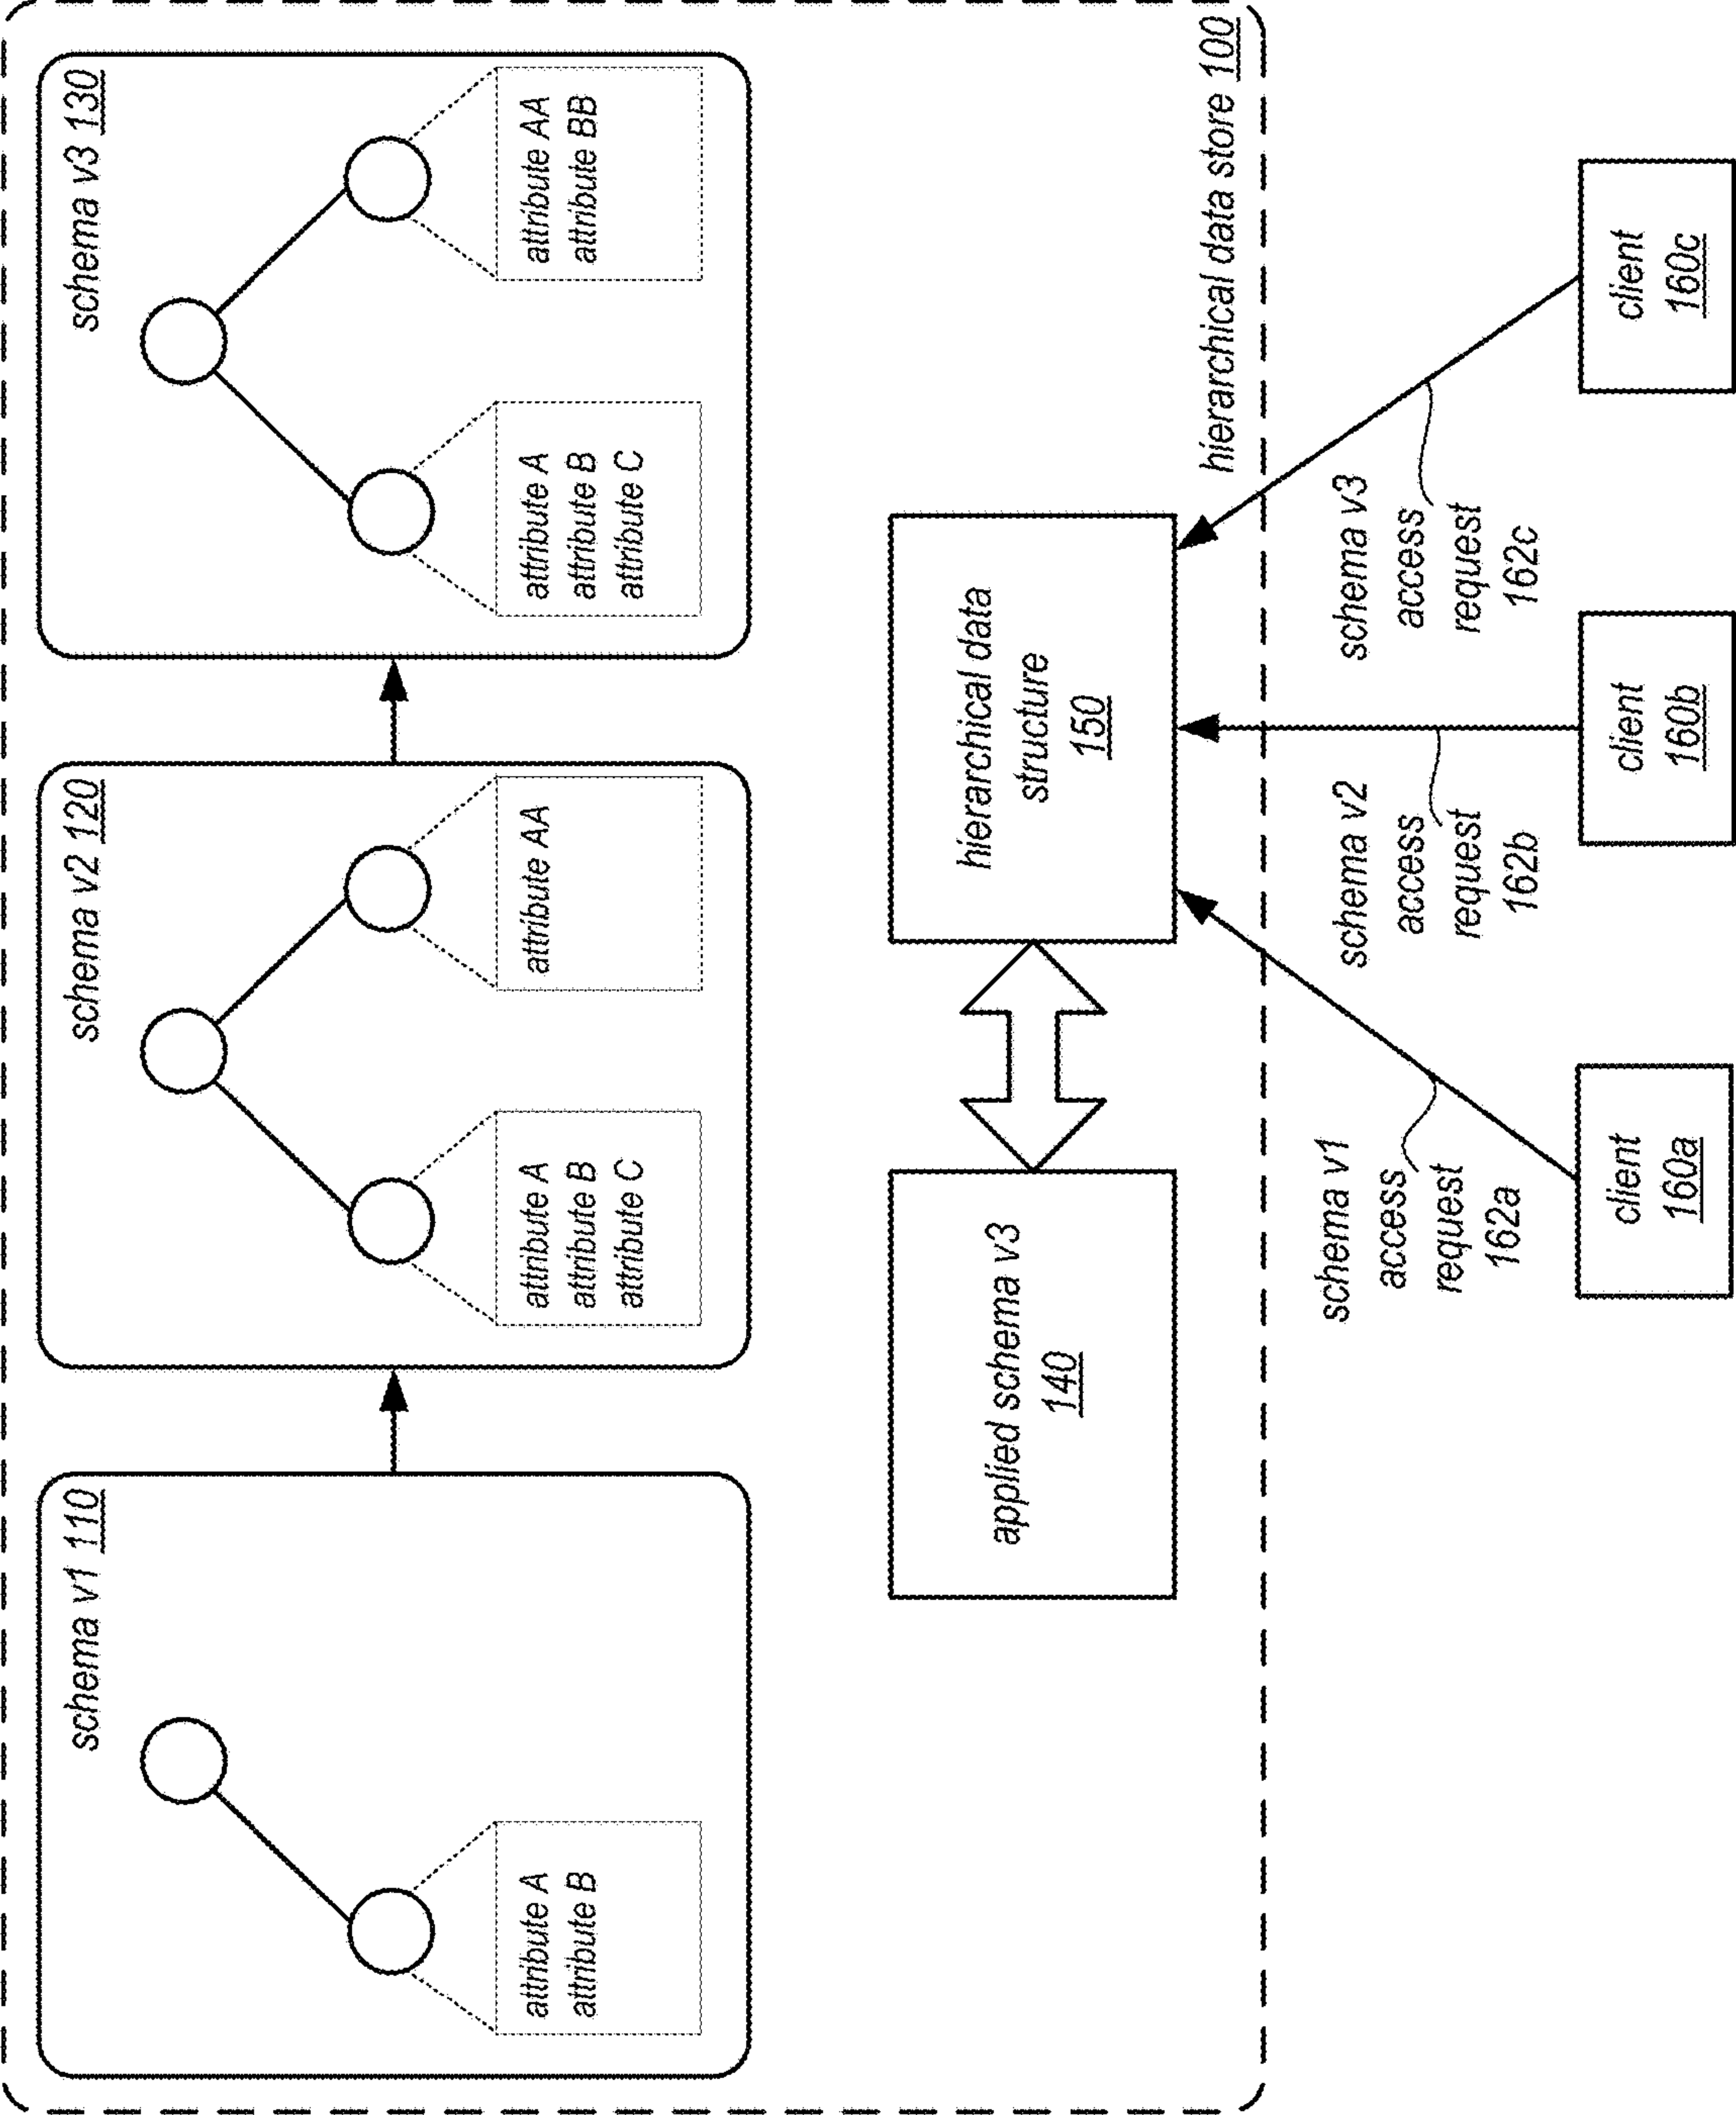 schema v1 110
attribute A
attribute B
schema v2 120
attribute A
attribute B
attribute C
attribute AA
schema v3 130
attribute A
attribute B
attribute C
attribute AA
attribute BB
applied schema v3
140
hierarchical data
structure
150
hierarchical data store 100
schema v1
access
request
162a
schema v2
access
request
162b
schema v3
access
request
162c
client
160a
client
160b
client
160c